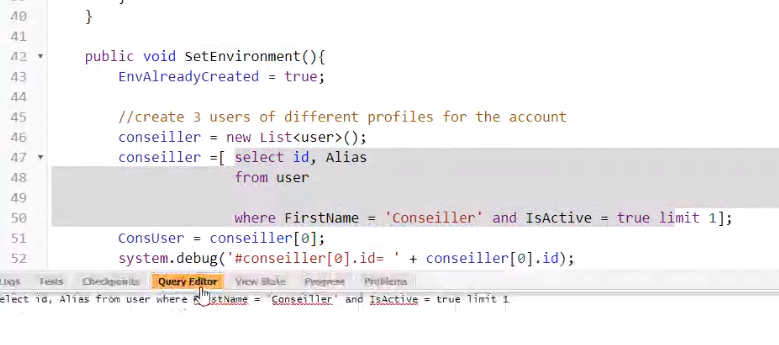 40 }
41
42 public void SetEnvironment(){
43 EnvAlreadyCreated = true;
44
45 //create 3 users of different profiles for the account
46 conseiller = new List<user>();
47 conseiller =[ select id, Alias
48 from user
49
50 where FirstName = 'Conseiller' and IsActive = true limit 1];
51 ConsUser = conseiller[0];
52 system.debug('#conseiller[0].id= ' + conseiller[0].id);
Logs Tests Checkpoints Query Editor View State Progress Problems
elect id, Alias from user where FirstName = 'Conseiller' and IsActive = true limit 1